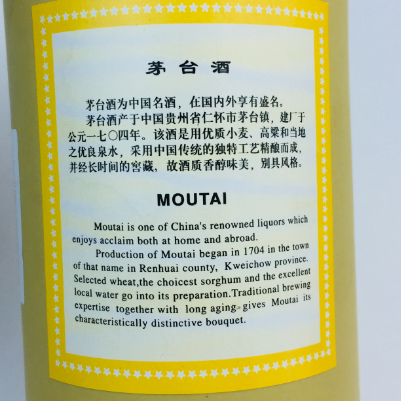 茅台酒
茅台酒为中国名酒，在国内外享有盛名。
茅台酒产于中国贵州省仁怀市茅台镇，建厂于
公元一七〇四年。该酒是用优质小麦、高粱和当地
之优良泉水，采用中国传统的独特工艺精酿而成，
并经长时间的窖藏，故酒质香醇味美，别具风格。
MOUTAI
Moutai is one of China's renowned liquors which
enjoys acclaim both at home and abroad.
Production of Moutai began in 1704 in the town
of that name in Renhuai county, Kweichow province.
Selected wheat,the choicest sorghum and the excellent
local water go into its preparation.Traditional brewing
expertise together with long aging gives Moutai its
characteristically distinctive bouquet.